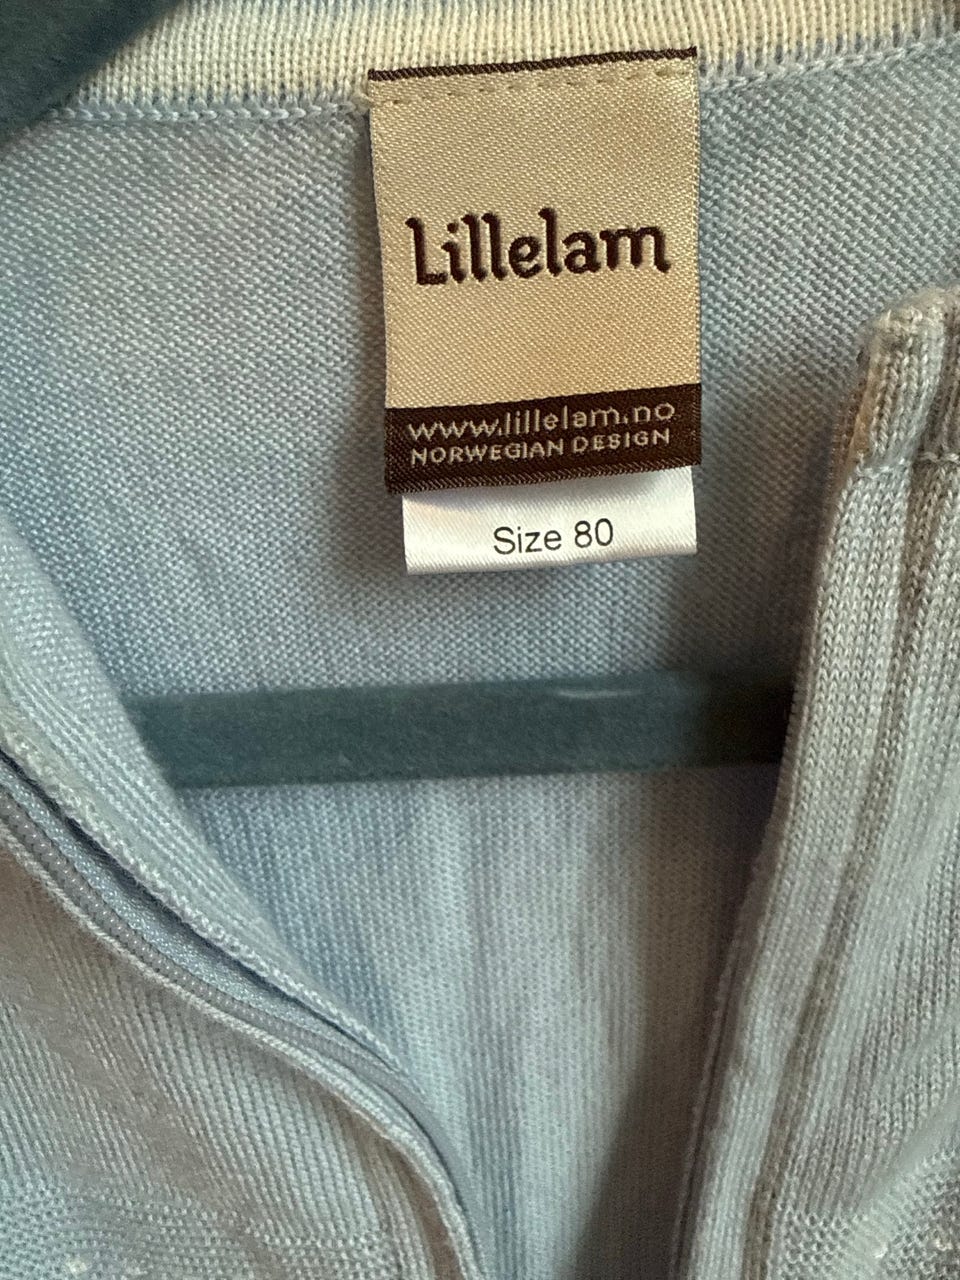 Lillelam
www.lillelam.no
NORWEGIAN DESIGN
Size 80